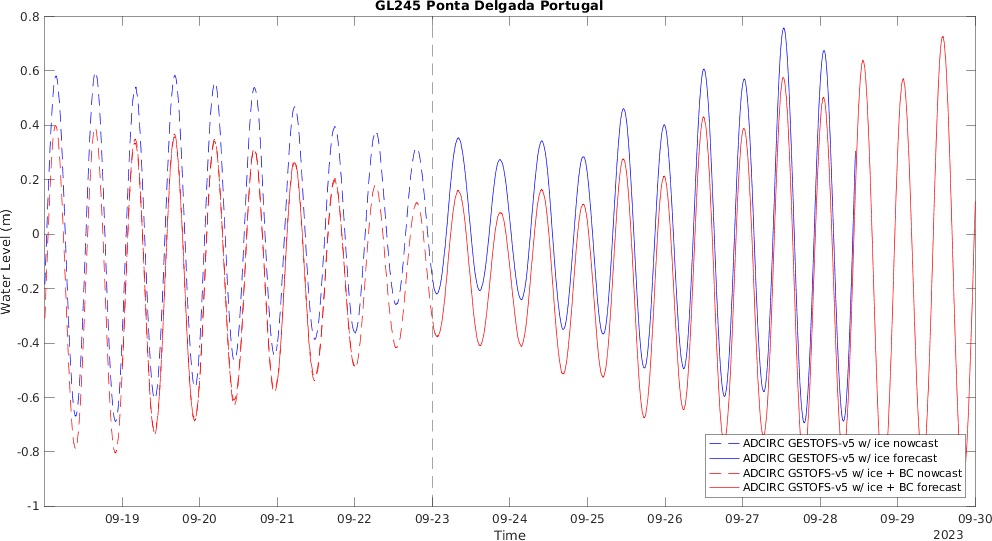 GL245 Ponta Delgada Portugal
Water Level (m)
0.8
0.6
0.4
0.2
0
-0.2
-0.4
-0.6
-0.8
-1
ADCIRC GESTOFS-v5 w/ ice nowcast
ADCIRC GESTOFS-v5 w/ ice forecast
ADCIRC GSTOFS-v5 w/ ice + BC nowcast
ADCIRC GSTOFS-v5 w/ ice + BC forecast
09-19 09-20 09-21 09-22 09-23 09-24 09-25 09-26 09-27 09-28 09-29 09-30
Time
2023